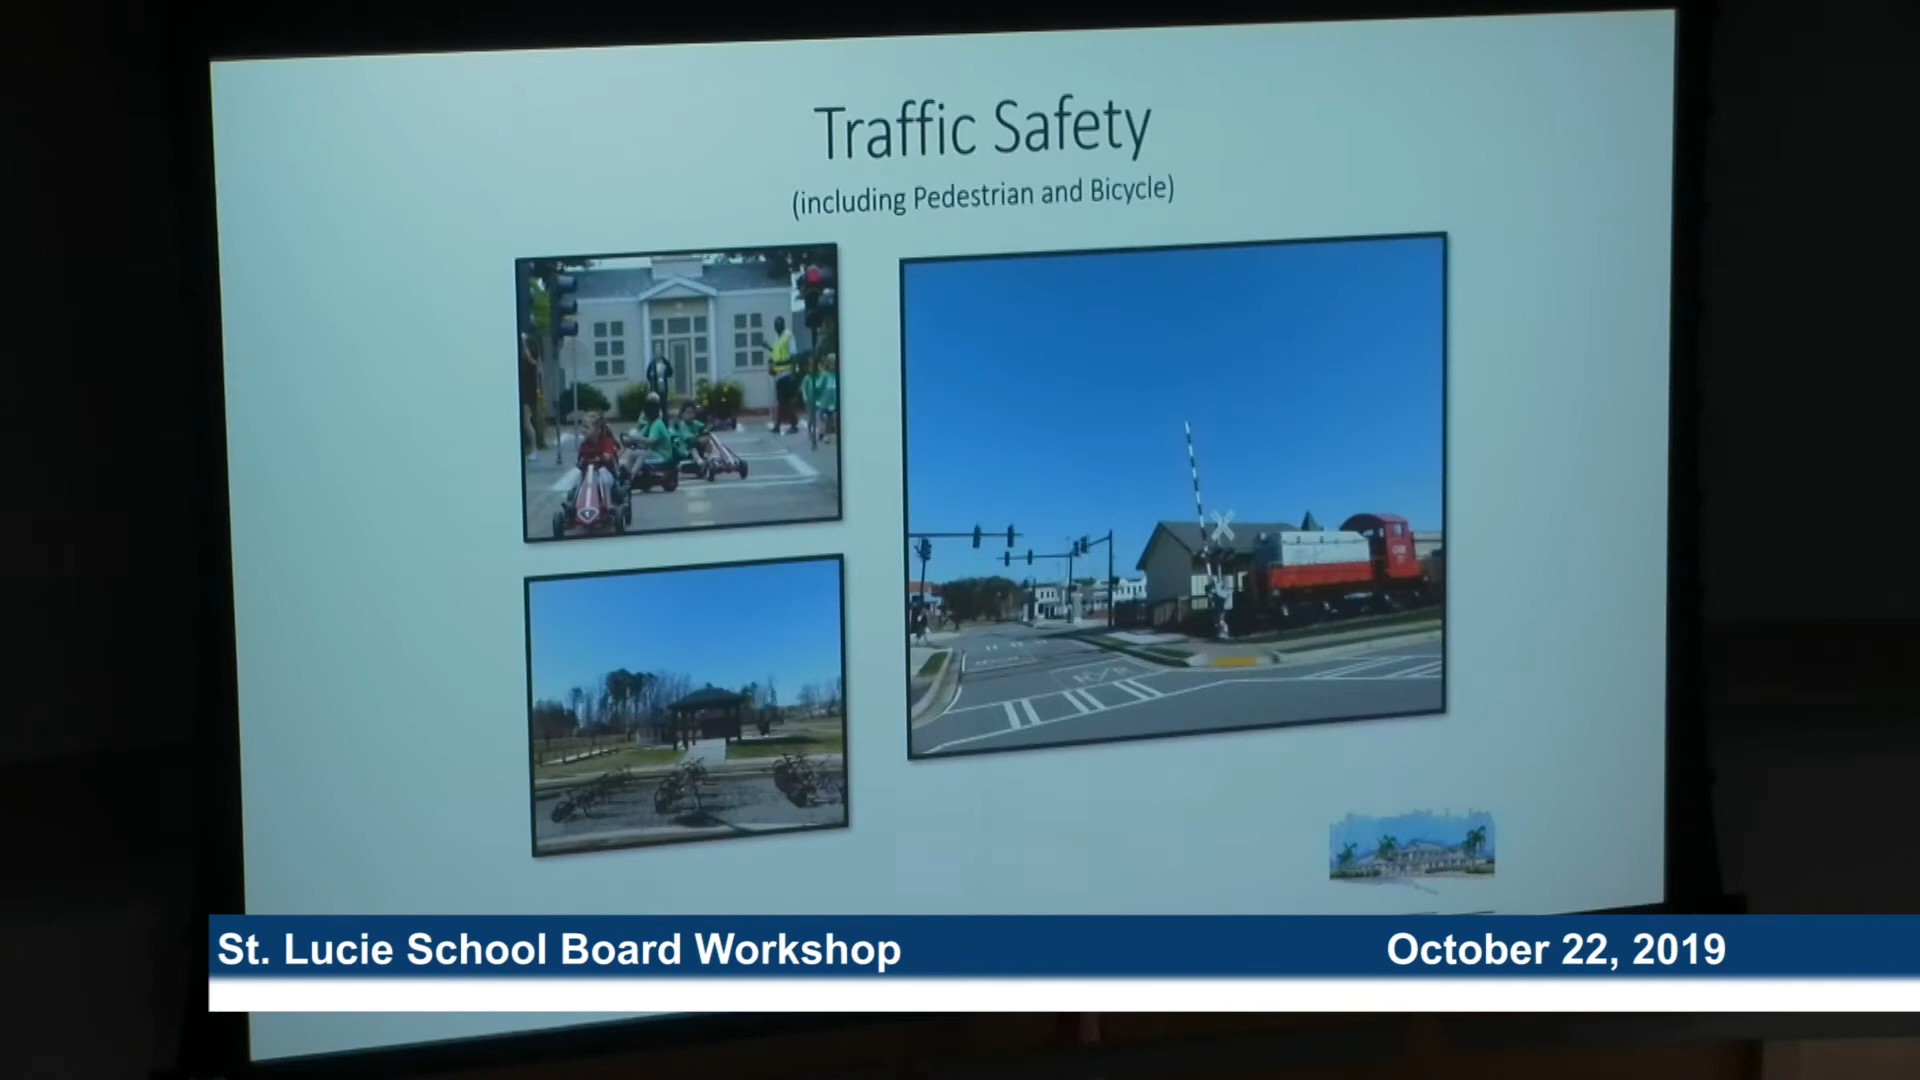 Traffic Safety
(including Pedestrian and Bicycle)
St. Lucie School Board Workshop
October 22, 2019